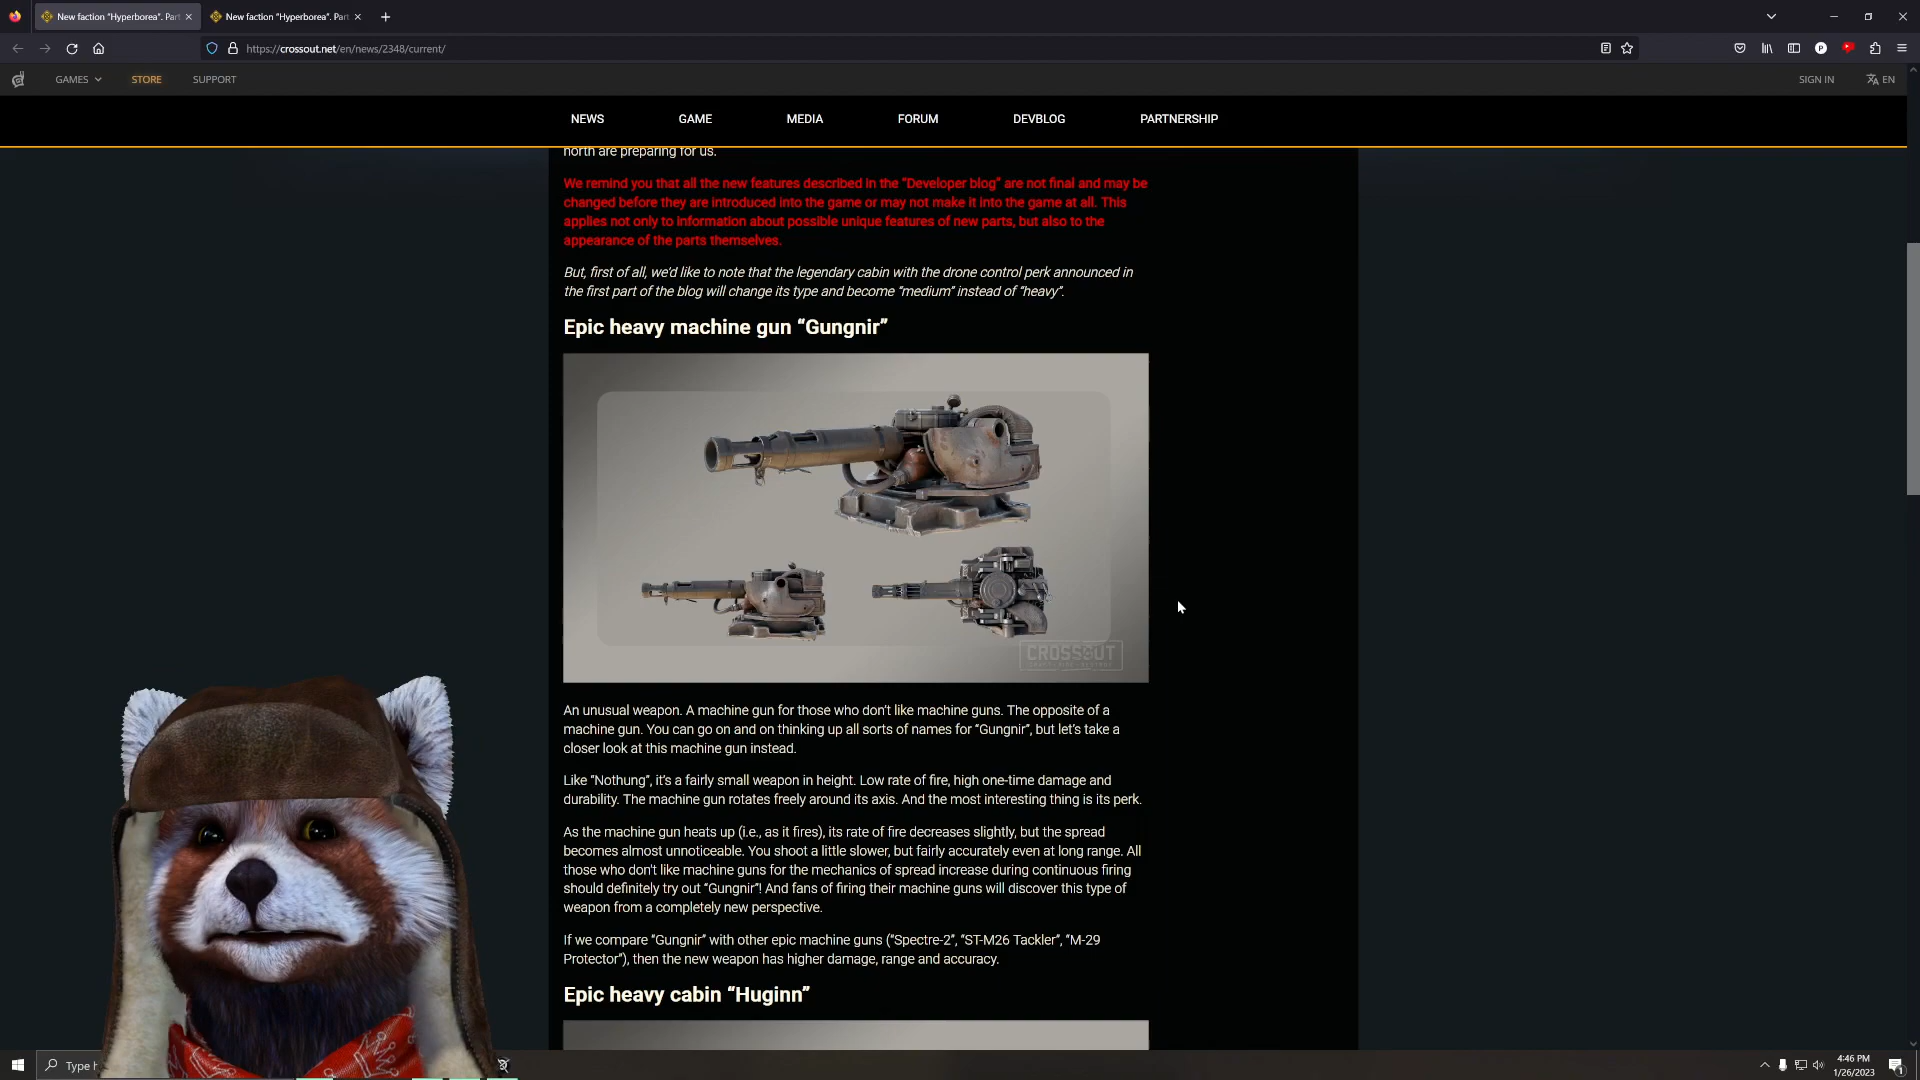 New faction "Hyperborea". Part
New faction "Hyperborea". Part
https://crossout.net/en/news/2348/current/
GAMES
STORE
SUPPORT
SIGN IN
EN
NEWS
GAME
MEDIA
FORUM
DEVBLOG
PARTNERSHIP
north are preparing for us.
We remind you that all the new features described in the “Developer blog” are not final and may be
changed before they are introduced into the game or may not make it into the game at all. This
applies not only to information about possible unique features of new parts, but also to the
appearance of the parts themselves.
But, first of all, we'd like to note that the legendary cabin with the drone control perk announced in
the first part of the blog will change its type and become “medium” instead of “heavy”.
Epic heavy machine gun “Gungnir”
CROSSOUT
An unusual weapon. A machine gun for those who don’t like machine guns. The opposite of a
machine gun. You can go on and on thinking up all sorts of names for “Gungnir”, but let’s take a
closer look at this machine gun instead.
Like “Nothung”, it’s a fairly small weapon in height. Low rate of fire, high one-time damage and
durability. The machine gun rotates freely around its axis. And the most interesting thing is its perk.
As the machine gun heats up (i.e., as it fires), its rate of fire decreases slightly, but the spread
becomes almost unnoticeable. You shoot a little slower, but fairly accurately even at long range. All
those who don't like machine guns for the mechanics of spread increase during continuous firing
should definitely try out “Gungnir”! And fans of firing their machine guns will discover this type of
weapon from a completely new perspective.
If we compare “Gungnir” with other epic machine guns (“Spectre-2”, “ST-M26 Tackler”, “M-29
Protector”), then the new weapon has higher damage, range and accuracy.
Epic heavy cabin “Huginn”
Type h
4:46 PM
1/26/2023